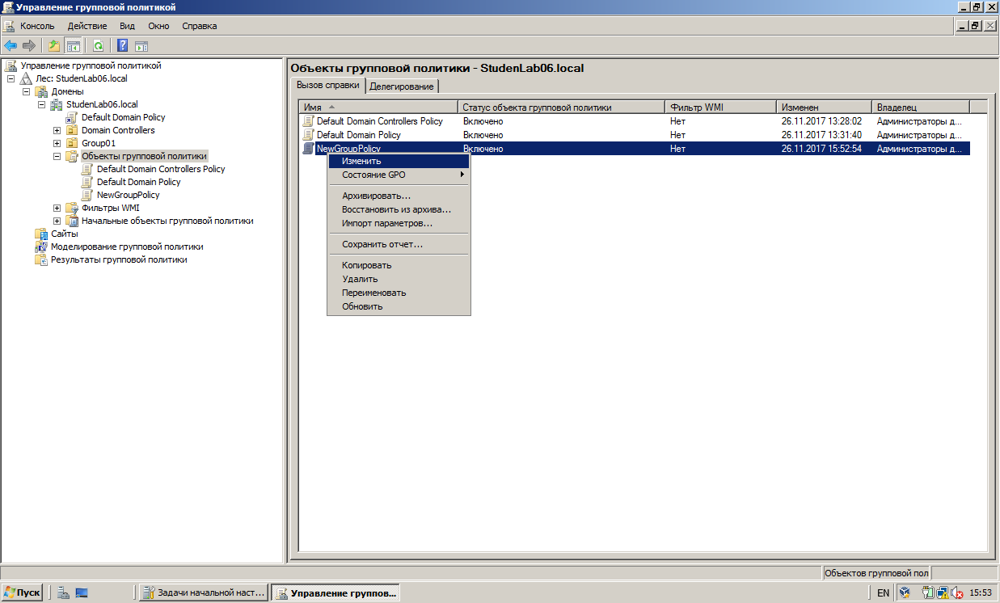 Управление групповой политикой
Консоль Действие Вид Окно Справка
Управление групповой политикой
Лес: StudenLab06.local
Домены
StudenLab06.local
Default Domain Policy
Domain Controllers
Group01
Объекты групповой политики
Default Domain Controllers Policy
Default Domain Policy
NewGroupPolicy
Фильтры WMI
Начальные объекты групповой политики
Сайты
Моделирование групповой политики
Результаты групповой политики
Объекты групповой политики - StudenLab06.local
Вызов справки Делегирование
Имя Статус объекта групповой политики Фильтр WMI Изменен Владелец
Default Domain Controllers Policy Включено Нет 26.11.2017 13:28:02 Администраторы д...
Default Domain Policy Включено Нет 26.11.2017 13:31:40 Администраторы д...
NewGroupPolicy Включено Нет 26.11.2017 15:52:54 Администраторы д...
Изменить
Состояние GPO
Архивировать...
Восстановить из архива...
Импорт параметров...
Сохранить отчет...
Копировать
Удалить
Переименовать
Обновить
Объектов групповой пол
Пуск Задачи начальной наст... Управление группов... EN 15:53